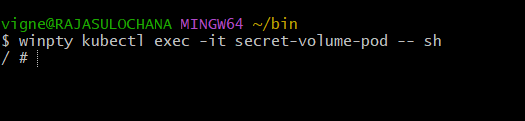 vigne@RAJASULOCHANA MINGW64 ~/bin
$ winpty kubectl exec -it secret-volume-pod -- sh
/ #